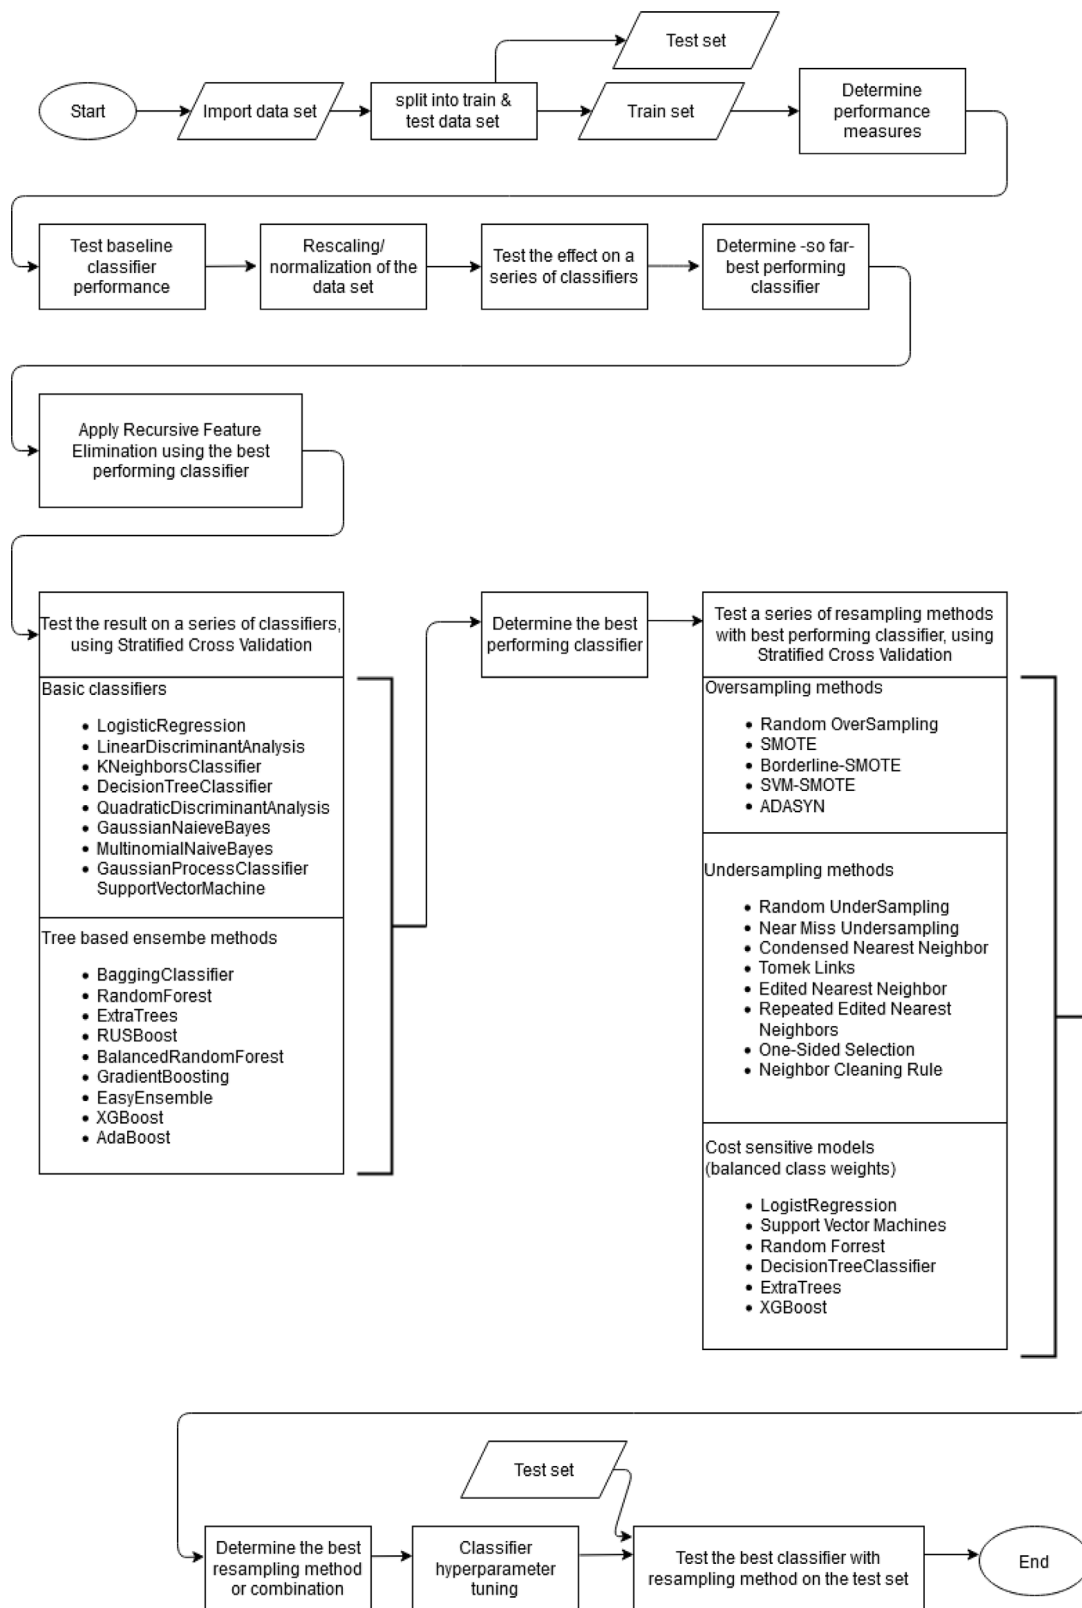 Test set
Start
Import data set
split into train &
test data set
Train set
Determine
performance
measures
Test baseline
classifier
performance
Rescaling/
normalization of the
data set
Test the effect on a
series of classifiers
Determine -so far-
best performing
classifier
Apply Recursive Feature
Elimination using the best
performing classifier
Test the result on a series of classifiers,
using Stratified Cross Validation
Basic classifiers
• LogisticRegression
• LinearDiscriminantAnalysis
• KNeighborsClassifier
• DecisionTreeClassifier
• QuadraticDiscriminantAnalysis
• GaussianNaieveBayes
• MultinomialNaiveBayes
• GaussianProcessClassifier
SupportVectorMachine
Tree based ensembe methods
• BaggingClassifier
• RandomForest
• ExtraTrees
• RUSBoost
• BalancedRandomForest
• GradientBoosting
• EasyEnsemble
• XGBoost
• AdaBoost
Determine the best
performing classifier
Test a series of resampling methods
with best performing classifier, using
Stratified Cross Validation
Oversampling methods
• Random OverSampling
• SMOTE
• Borderline-SMOTE
• SVM-SMOTE
• ADASYN
Undersampling methods
• Random UnderSampling
• Near Miss Undersampling
• Condensed Nearest Neighbor
• Tomek Links
• Edited Nearest Neighbor
• Repeated Edited Nearest
Neighbors
• One-Sided Selection
• Neighbor Cleaning Rule
Cost sensitive models
(balanced class weights)
• LogistRegression
• Support Vector Machines
• Random Forrest
• DecisionTreeClassifier
• ExtraTrees
• XGBoost
Test set
Determine the best
resampling method
or combination
Classifier
hyperparameter
tuning
Test the best classifier with
resampling method on the test set
End